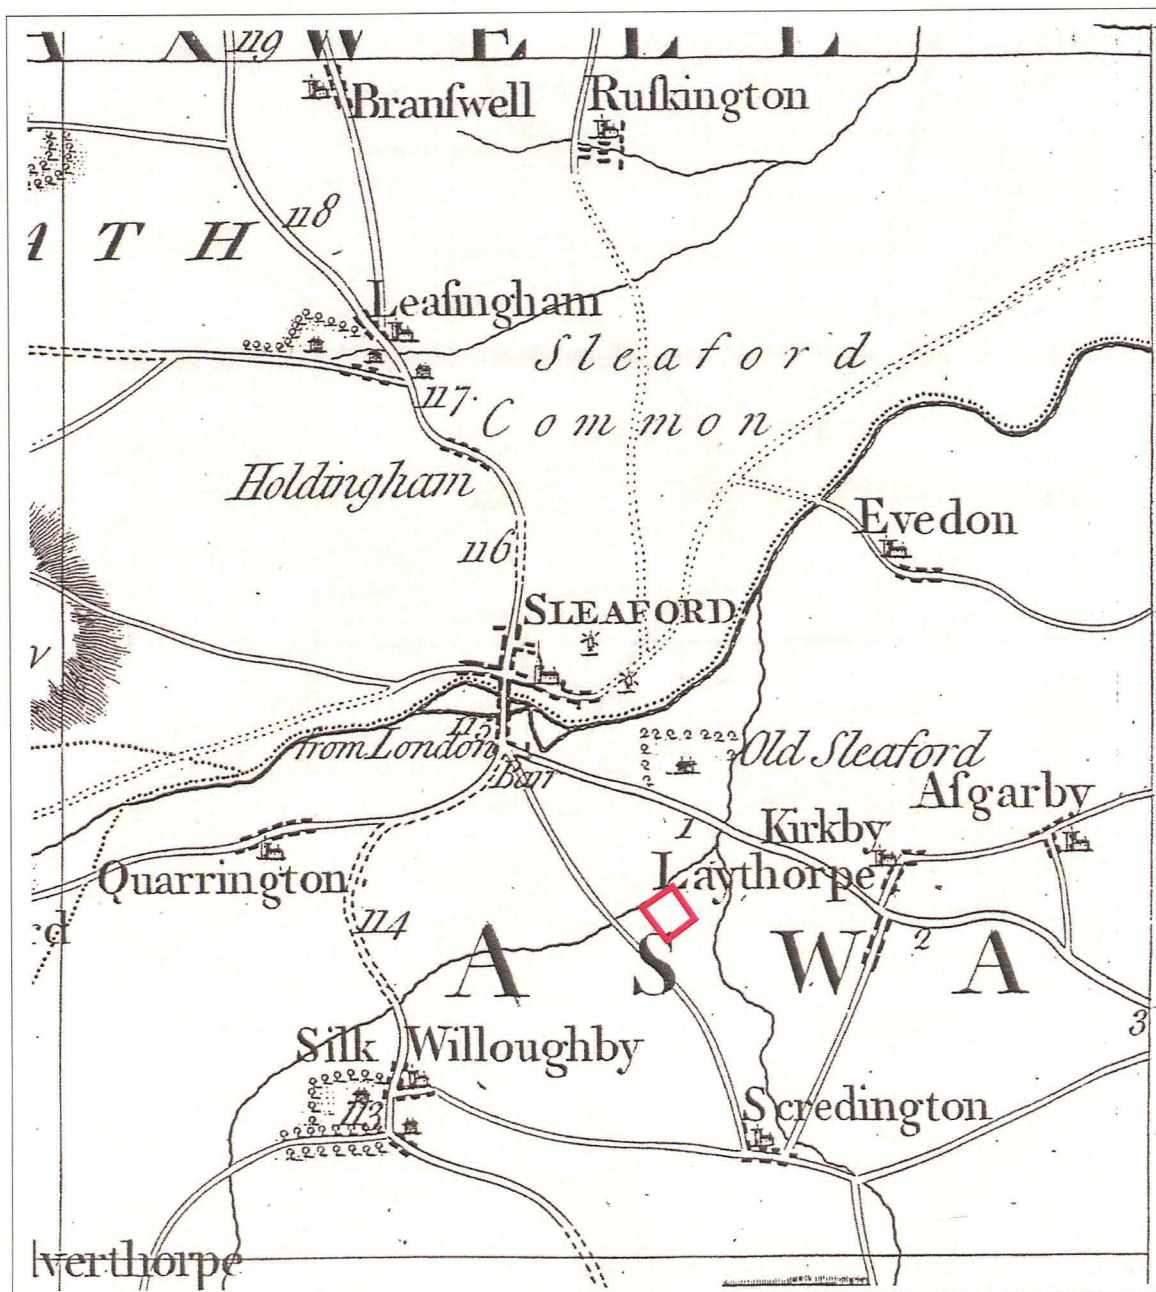 119
A X W E L L
Branſwell
Ruſkington
118
A T H
Leaſingham
Sleaford
117.
Common
Holdingham
116
Evedon
SLEAFORD
115
from London
Barr
Old Sleaford
Aſgarby
1
Kirkby
Laythorpe
Quarrington
114
2
A S W A
3
Silk Willoughby
113
Scredington
lverthorpe